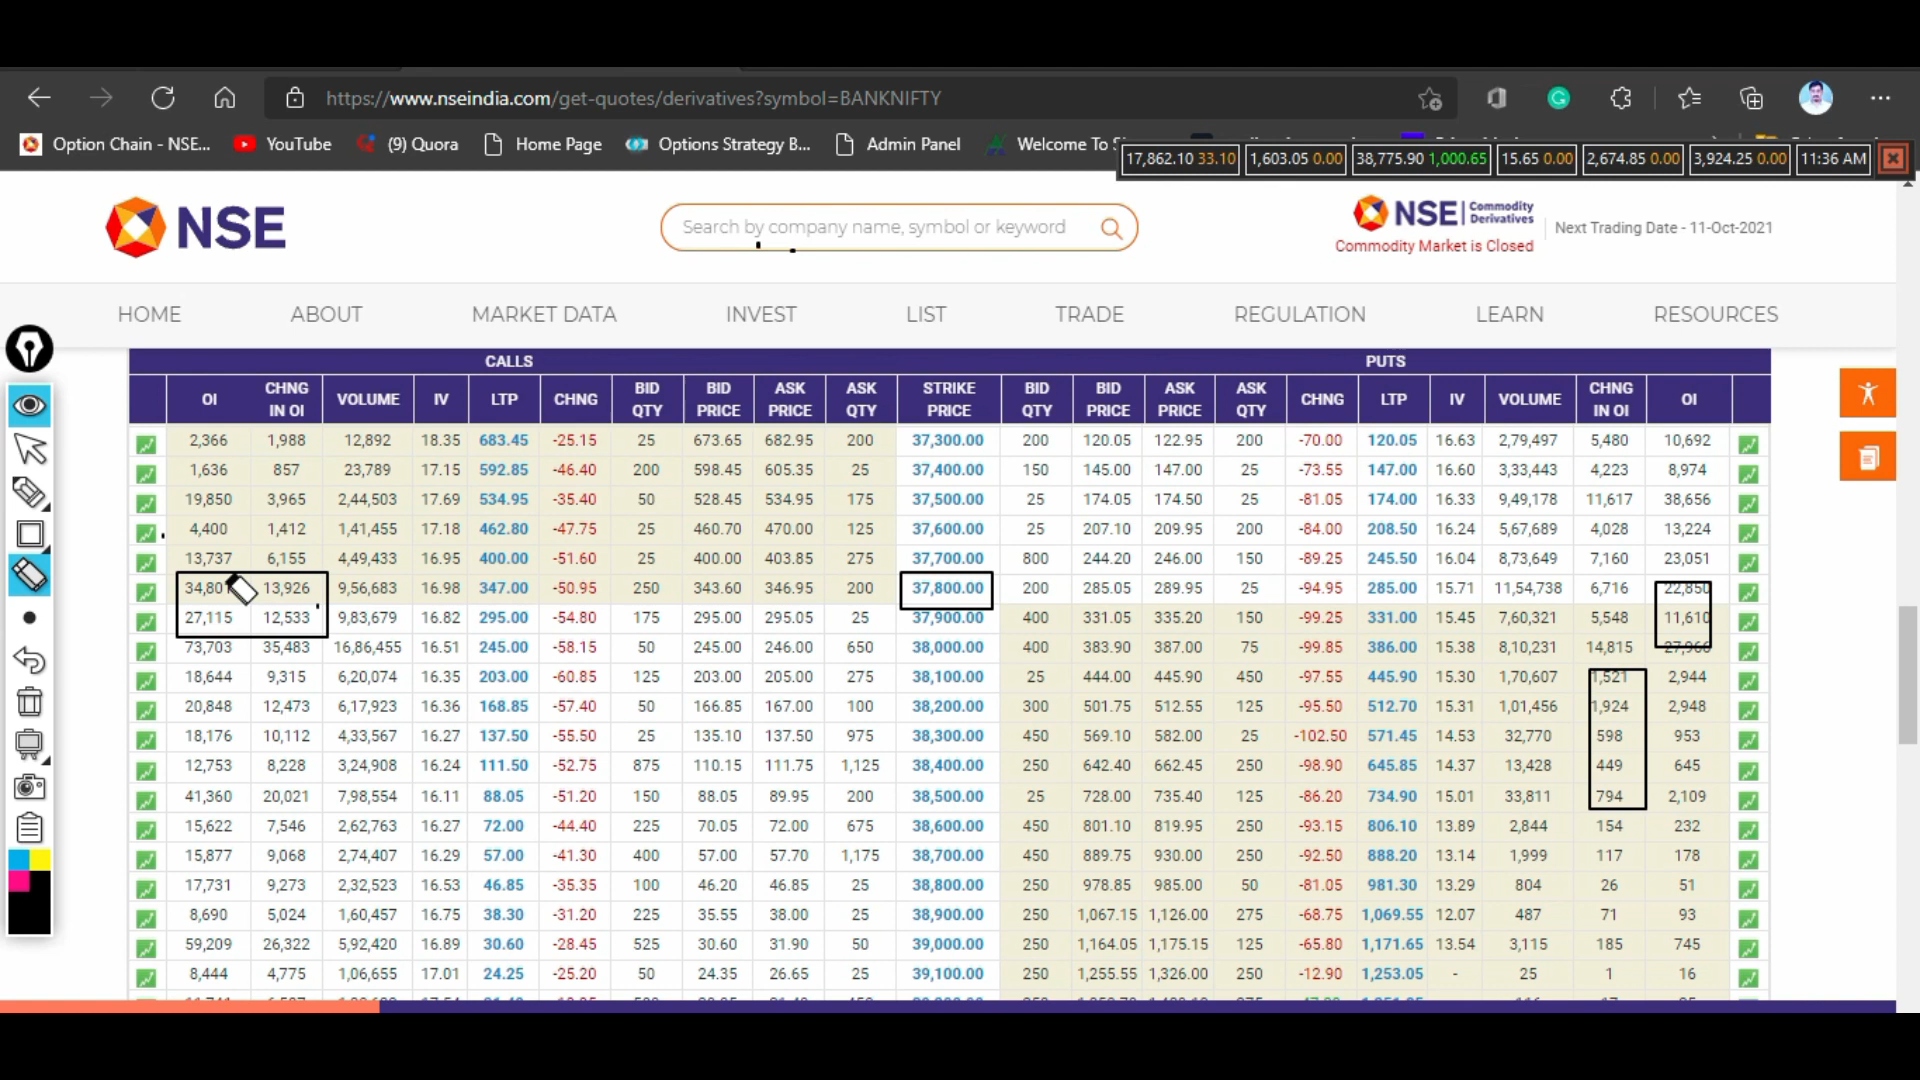 https://www.nseindia.com/get-quotes/derivatives?symbol=BANKNIFTY
Option Chain - NSE... YouTube (9) Quora Home Page Options Strategy B... Admin Panel Welcome To
17,862.10 33.10 1,603.05 0.00 38,775.90 1,000.65 15.65 0.00 2,674.85 0.00 3,924.25 0.00 11:36 AM
NSE
Search by company name, symbol or keyword
NSE Commodity Derivatives
Commodity Market is Closed
Next Trading Date - 11-Oct-2021
HOME ABOUT MARKET DATA INVEST LIST TRADE REGULATION LEARN RESOURCES
CALLS PUTS
OI CHNG IN OI VOLUME IV LTP CHNG BID QTY BID PRICE ASK PRICE ASK QTY STRIKE PRICE BID QTY BID PRICE ASK PRICE ASK QTY CHNG LTP IV VOLUME CHNG IN OI OI
2,366 1,988 12,892 18.35 683.45 -25.15 25 673.65 682.95 200 37,300.00 200 120.05 122.95 200 -70.00 120.05 16.63 2,79,497 5,480 10,692
1,636 857 23,789 17.15 592.85 -46.40 200 598.45 605.35 25 37,400.00 150 145.00 147.00 25 -73.55 147.00 16.60 3,33,443 4,223 8,974
19,850 3,965 2,44,503 17.69 534.95 -35.40 50 528.45 534.95 175 37,500.00 25 174.05 174.50 25 -81.05 174.00 16.33 9,49,178 11,617 38,656
4,400 1,412 1,41,455 17.18 462.80 -47.75 25 460.70 470.00 125 37,600.00 25 207.10 209.95 200 -84.00 208.50 16.24 5,67,689 4,028 13,224
13,737 6,155 4,49,433 16.95 400.00 -51.60 25 400.00 403.85 275 37,700.00 800 244.20 246.00 150 -89.25 245.50 16.04 8,73,649 7,160 23,051
13,926 9,56,683 16.98 347.00 -50.95 250 343.60 346.95 200 37,800.00 200 285.05 289.95 25 -94.95 285.00 15.71 11,54,738 6,716 22,850
27,115 12,533 9,83,679 16.82 295.00 -54.80 175 295.00 295.05 25 37,900.00 400 331.05 335.20 150 -99.25 331.00 15.45 7,60,321 5,548 11,610
73,703 35,483 16,86,455 16.51 245.00 -58.15 50 245.00 246.00 650 38,000.00 400 383.90 387.00 75 -99.85 386.00 15.38 8,10,231 14,815
18,644 9,315 6,20,074 16.35 203.00 -60.85 125 203.00 205.00 275 38,100.00 25 444.00 445.90 450 -97.55 445.90 15.30 1,70,607 1,521 2,944
20,848 12,473 6,17,923 16.36 168.85 -57.40 50 166.85 167.00 100 38,200.00 300 501.75 512.55 125 -95.50 512.70 15.31 1,01,456 1,924 2,948
18,176 10,112 4,33,567 16.27 137.50 -55.50 25 135.10 137.50 975 38,300.00 450 569.10 582.00 25 -102.50 571.45 14.53 32,770 598 953
12,753 8,228 3,24,908 16.24 111.50 -52.75 875 110.15 111.75 1,125 38,400.00 250 642.40 662.45 250 -98.90 645.85 14.37 13,428 449 645
41,360 20,021 7,98,554 16.11 88.05 -51.20 150 88.05 89.95 200 38,500.00 25 728.00 735.40 125 -86.20 734.90 15.01 33,811 794 2,109
15,622 7,546 2,62,763 16.27 72.00 -44.40 225 70.05 72.00 675 38,600.00 450 801.10 819.95 250 -93.15 806.10 13.89 2,844 154 232
15,877 9,068 2,74,407 16.29 57.00 -41.30 400 57.00 57.70 1,175 38,700.00 450 889.75 930.00 250 -92.50 888.20 13.14 1,999 117 178
17,731 9,273 2,32,523 16.53 46.85 -35.35 100 46.20 46.85 25 38,800.00 250 978.85 985.00 50 -81.05 981.30 13.29 804 26 51
8,690 5,024 1,60,457 16.75 38.30 -31.20 225 35.55 38.00 25 38,900.00 250 1,067.15 1,126.00 275 -68.75 1,069.55 12.07 487 71 93
59,209 26,322 5,92,420 16.89 30.60 -28.45 525 30.60 31.90 50 39,000.00 250 1,164.05 1,175.15 125 -65.80 1,171.65 13.54 3,115 185 745
8,444 4,775 1,06,655 17.01 24.25 -25.20 50 24.35 26.65 25 39,100.00 250 1,255.55 1,326.00 250 -12.90 1,253.05 - 25 1 16